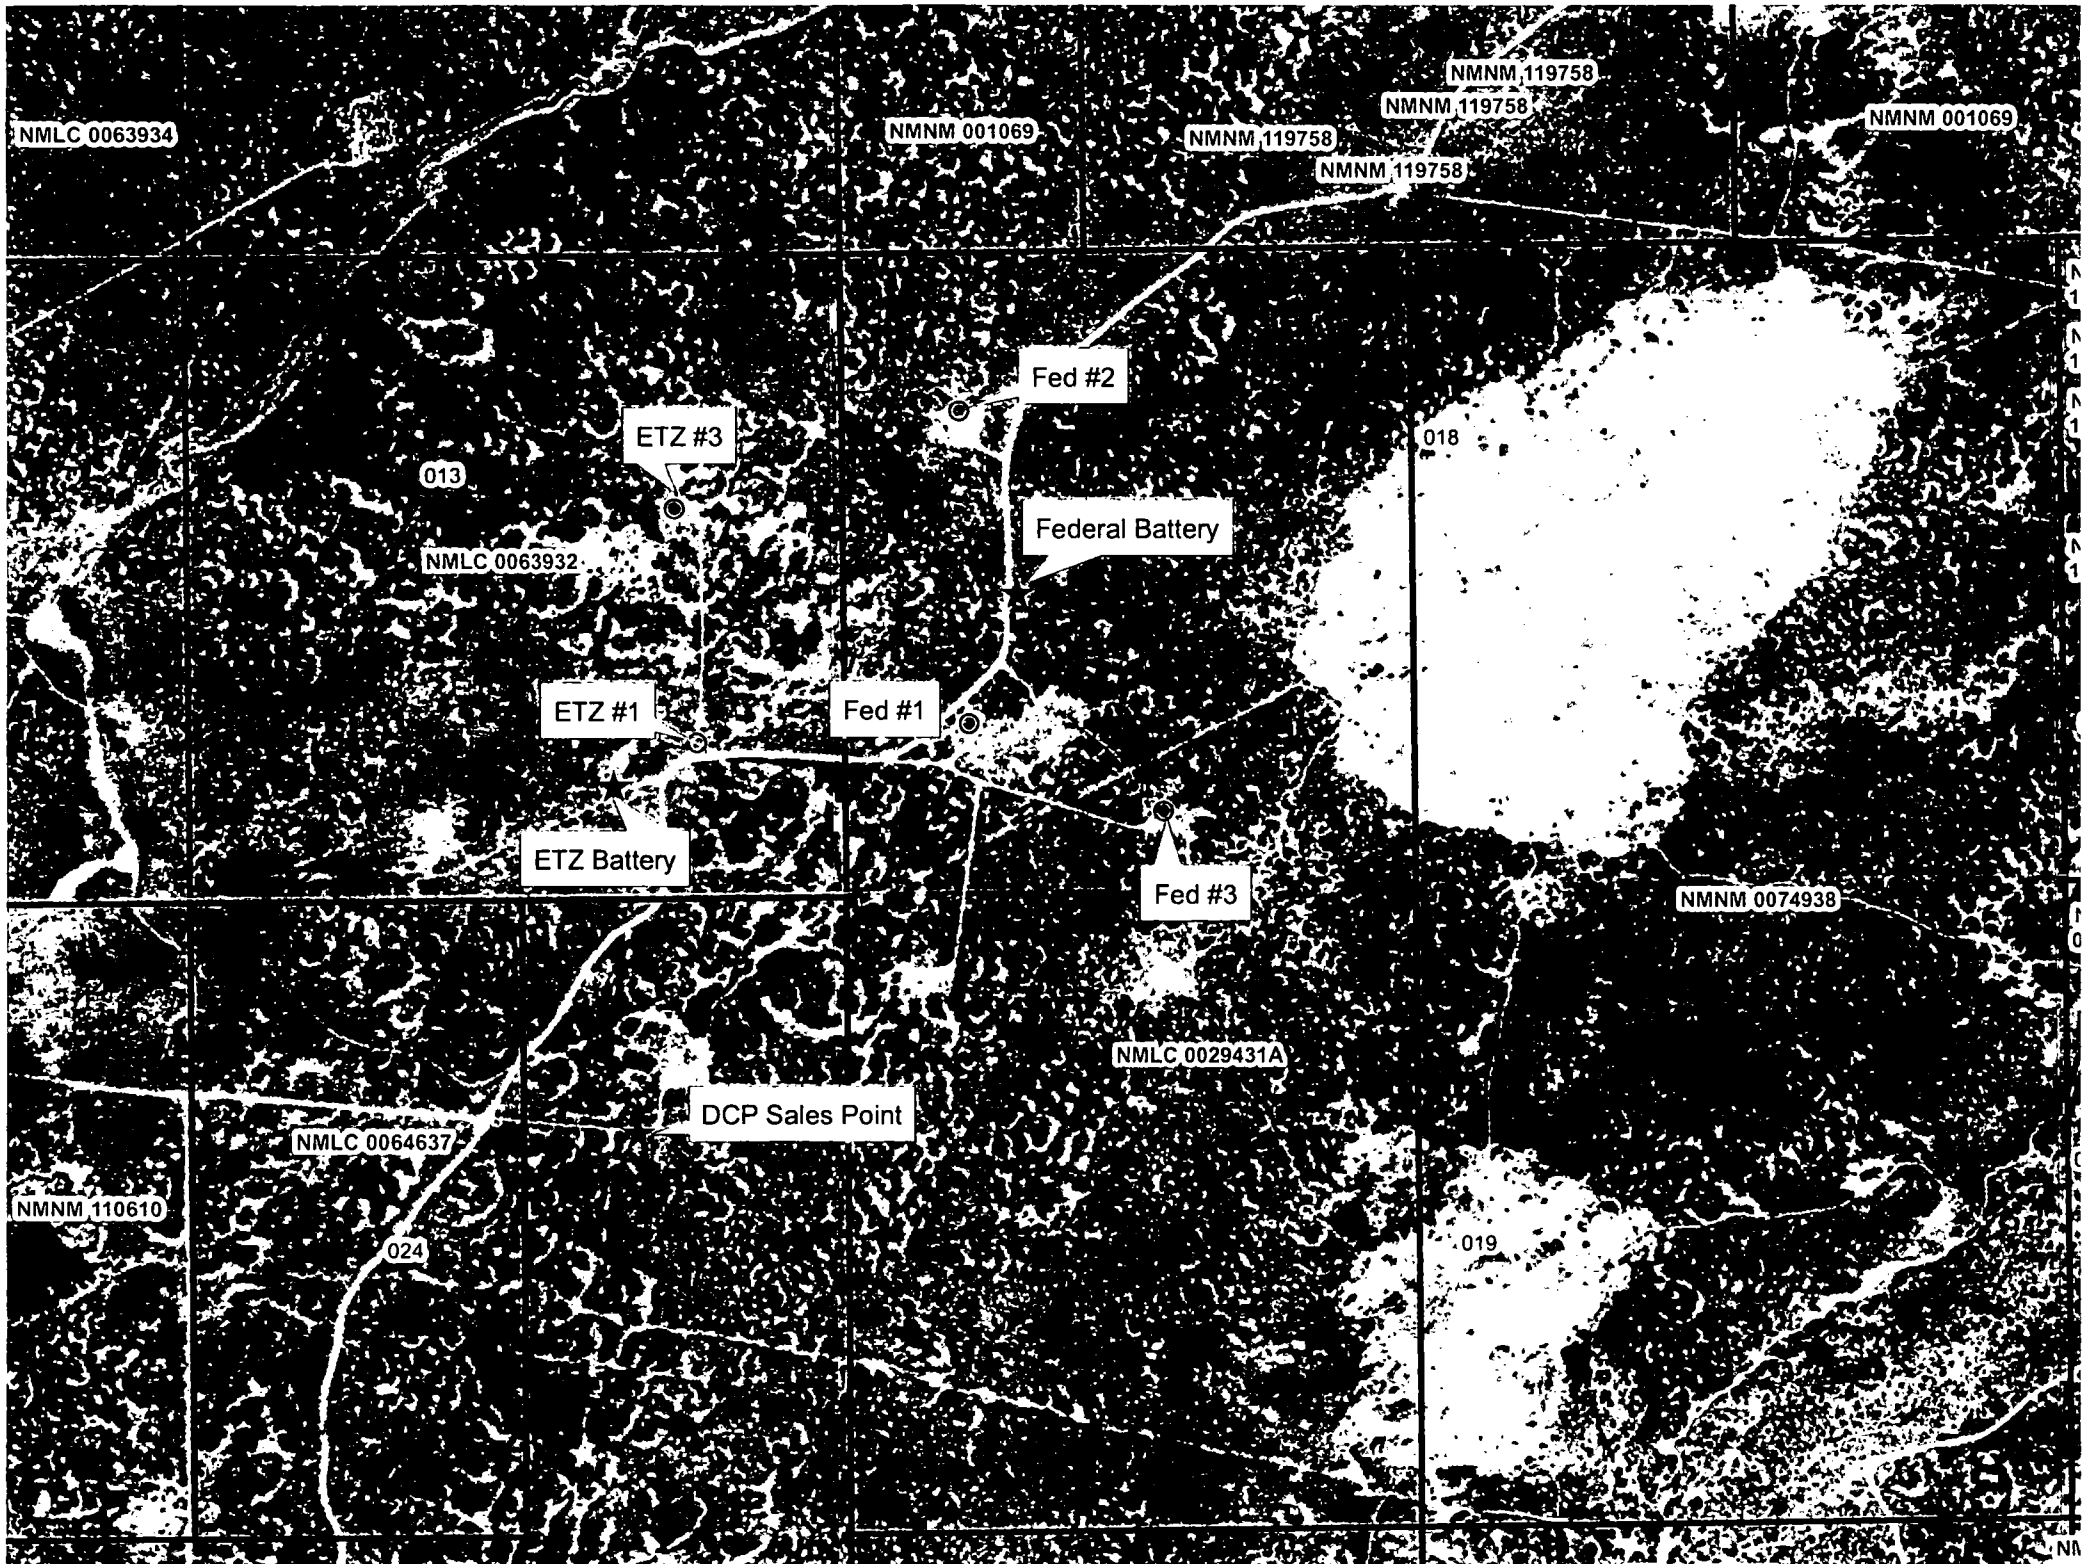 NMNM 119758
NMNM 119758
NMLC 0063934
NMNM 001069
NMNM 119758
NMNM 001069
NMNM 119758
Fed #2
ETZ #3
018
013
Federal Battery
NMLC 0063932
ETZ #1
Fed #1
ETZ Battery
Fed #3
NMNM 0074938
NMLC 0029431A
DCP Sales Point
NMLC 0064637
NMNM 110610
024
019